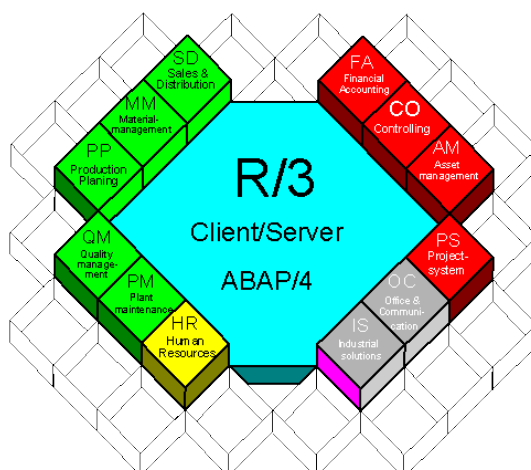 SD
Sales &
Distribution
MM
Material-
management
PP
Production
Planing
QM
Quality
manage-
ment
PM
Plant
maintenance
HR
Human
Resources
R/3
Client/Server
ABAP/4
FA
Financial
Accounting
CO
Controlling
AM
Asset
management
PS
Project-
system
OC
Office &
Communi-
cation
IS
Industrial
solutions